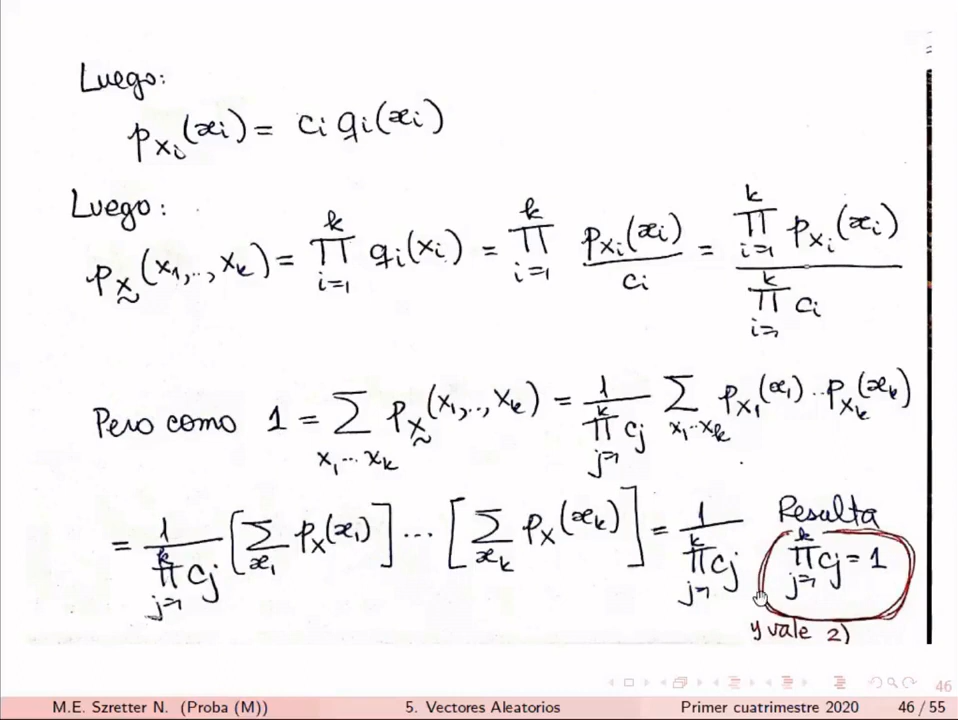 Luego:
p_{X_i}(x_i) = c_i q_i(x_i)
Luego:
p_{X̰}(x_1,..,x_k) = ∏_{i=1}^{k} q_i(x_i) = ∏_{i=1}^{k} p_{X_i}(x_i) / c_i = ∏_{i=1}^{k} p_{X_i}(x_i) / ∏_{i=1}^{k} c_i
Pero como 1 = ∑_{x_1...x_k} p_{X̰}(x_1,..,x_k) = 1 / ∏_{j=1}^{k} c_j ∑_{x_1...x_k} p_{X_1}(x_1)...p_{X_k}(x_k)
= 1 / ∏_{j=1}^{k} c_j [∑_{x_1} p_X(x_1)] ... [∑_{x_k} p_X(x_k)] = 1 / ∏_{j=1}^{k} c_j
Resulta
∏_{j=1}^{k} c_j = 1
y vale 2)
46
M.E. Szretter N. (Proba (M)) 5. Vectores Aleatorios Primer cuatrimestre 2020 46 / 55